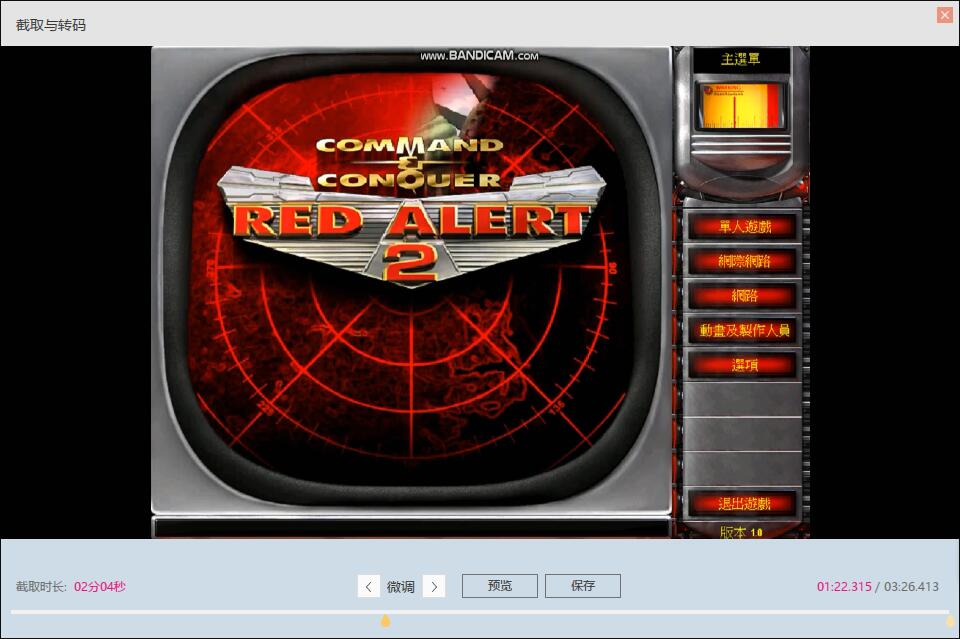 截取与转码
WWW.BANDICAM.COM
主選單
WARNING
COMMAND
&
CONQUER
RED ALERT
2
單人遊戲
網際網路
網路
動畫及製作人員
選項
退出遊戲
版本 1.0
截取时长: 02分04秒
微调
预览
保存
01:22.315 / 03:26.413